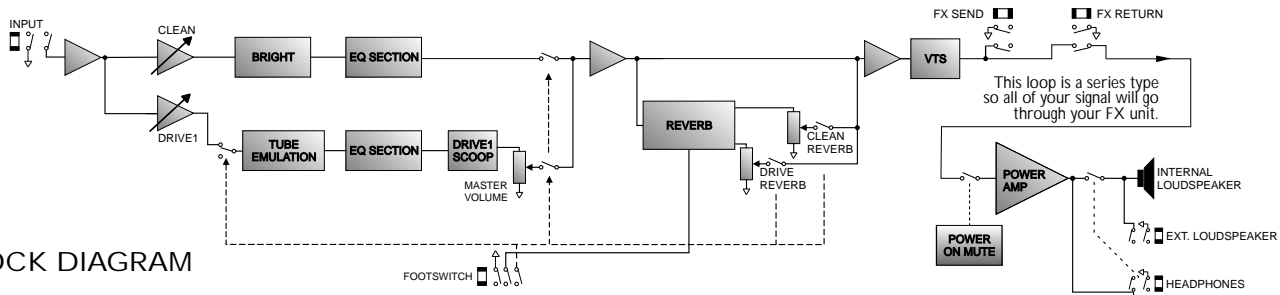 INPUT
CLEAN
BRIGHT
EQ SECTION
DRIVE1
TUBE
EMULATION
EQ SECTION
DRIVE1
SCOOP
MASTER
VOLUME
REVERB
CLEAN
REVERB
DRIVE
REVERB
VTS
FX SEND
FX RETURN
This loop is a series type
so all of your signal will go
through your FX unit.
POWER
AMP
POWER
ON MUTE
INTERNAL
LOUDSPEAKER
EXT. LOUDSPEAKER
HEADPHONES
FOOTSWITCH
OCK DIAGRAM